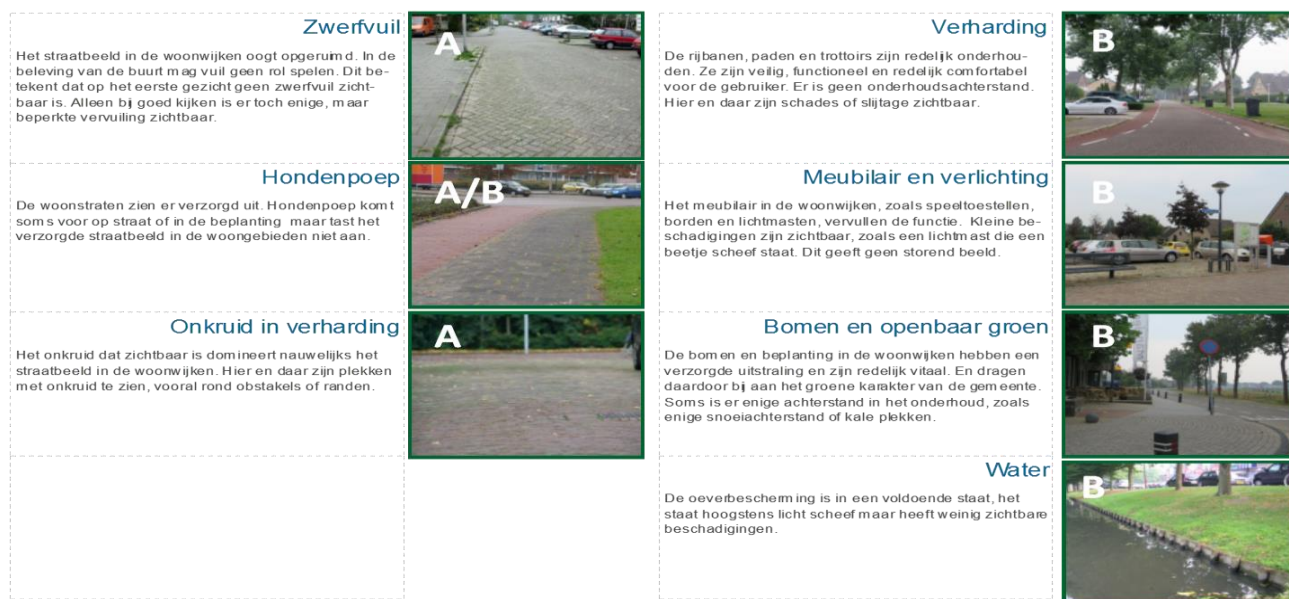 Zwerfvuil
A
Het straatbeeld in de woonwijken oogt opgeruimd. In de
beleving van de buurt mag vuil geen rol spelen. Dit be-
tekent dat op het eerste gezicht geen zwerfvuil zicht-
baar is. Alleen bij goed kijken is er toch enige, maar
beperkte vervuiling zichtbaar.
Hondenpoep
A/B
De woonstraten zien er verzorgd uit. Hondenpoep komt
soms voor op straat of in de beplanting maar tast het
verzorgde straatbeeld in de woongebieden niet aan.
Onkruid in verharding
A
Het onkruid dat zichtbaar is domineert nauwelijks het
straatbeeld in de woonwijken. Hier en daar zijn plekken
met onkruid te zien, vooral rond obstakels of randen.
Verharding
B
De rijbanen, paden en trottoirs zijn redelijk onderhou-
den. Ze zijn veilig, functioneel en redelijk comfortabel
voor de gebruiker. Er is geen onderhoudsachterstand.
Hier en daar zijn schades of slijtage zichtbaar.
Meubilair en verlichting
B
Het meubilair in de woonwijken, zoals speeltoestellen,
borden en lichtmasten, vervullen de functie. Kleine be-
schadigingen zijn zichtbaar, zoals een lichtmast die een
beetje scheef staat. Dit geeft geen storend beeld.
Bomen en openbaar groen
B
De bomen en beplanting in de woonwijken hebben een
verzorgde uitstraling en zijn redelijk vitaal. En dragen
daardoor bij aan het groene karakter van de gemeente.
Soms is er enige achterstand in het onderhoud, zoals
enige snoeiachterstand of kale plekken.
Water
B
De oeverbescherming is in een voldoende staat, het
staat hoogstens licht scheef maar heeft weinig zichtbare
beschadigingen.